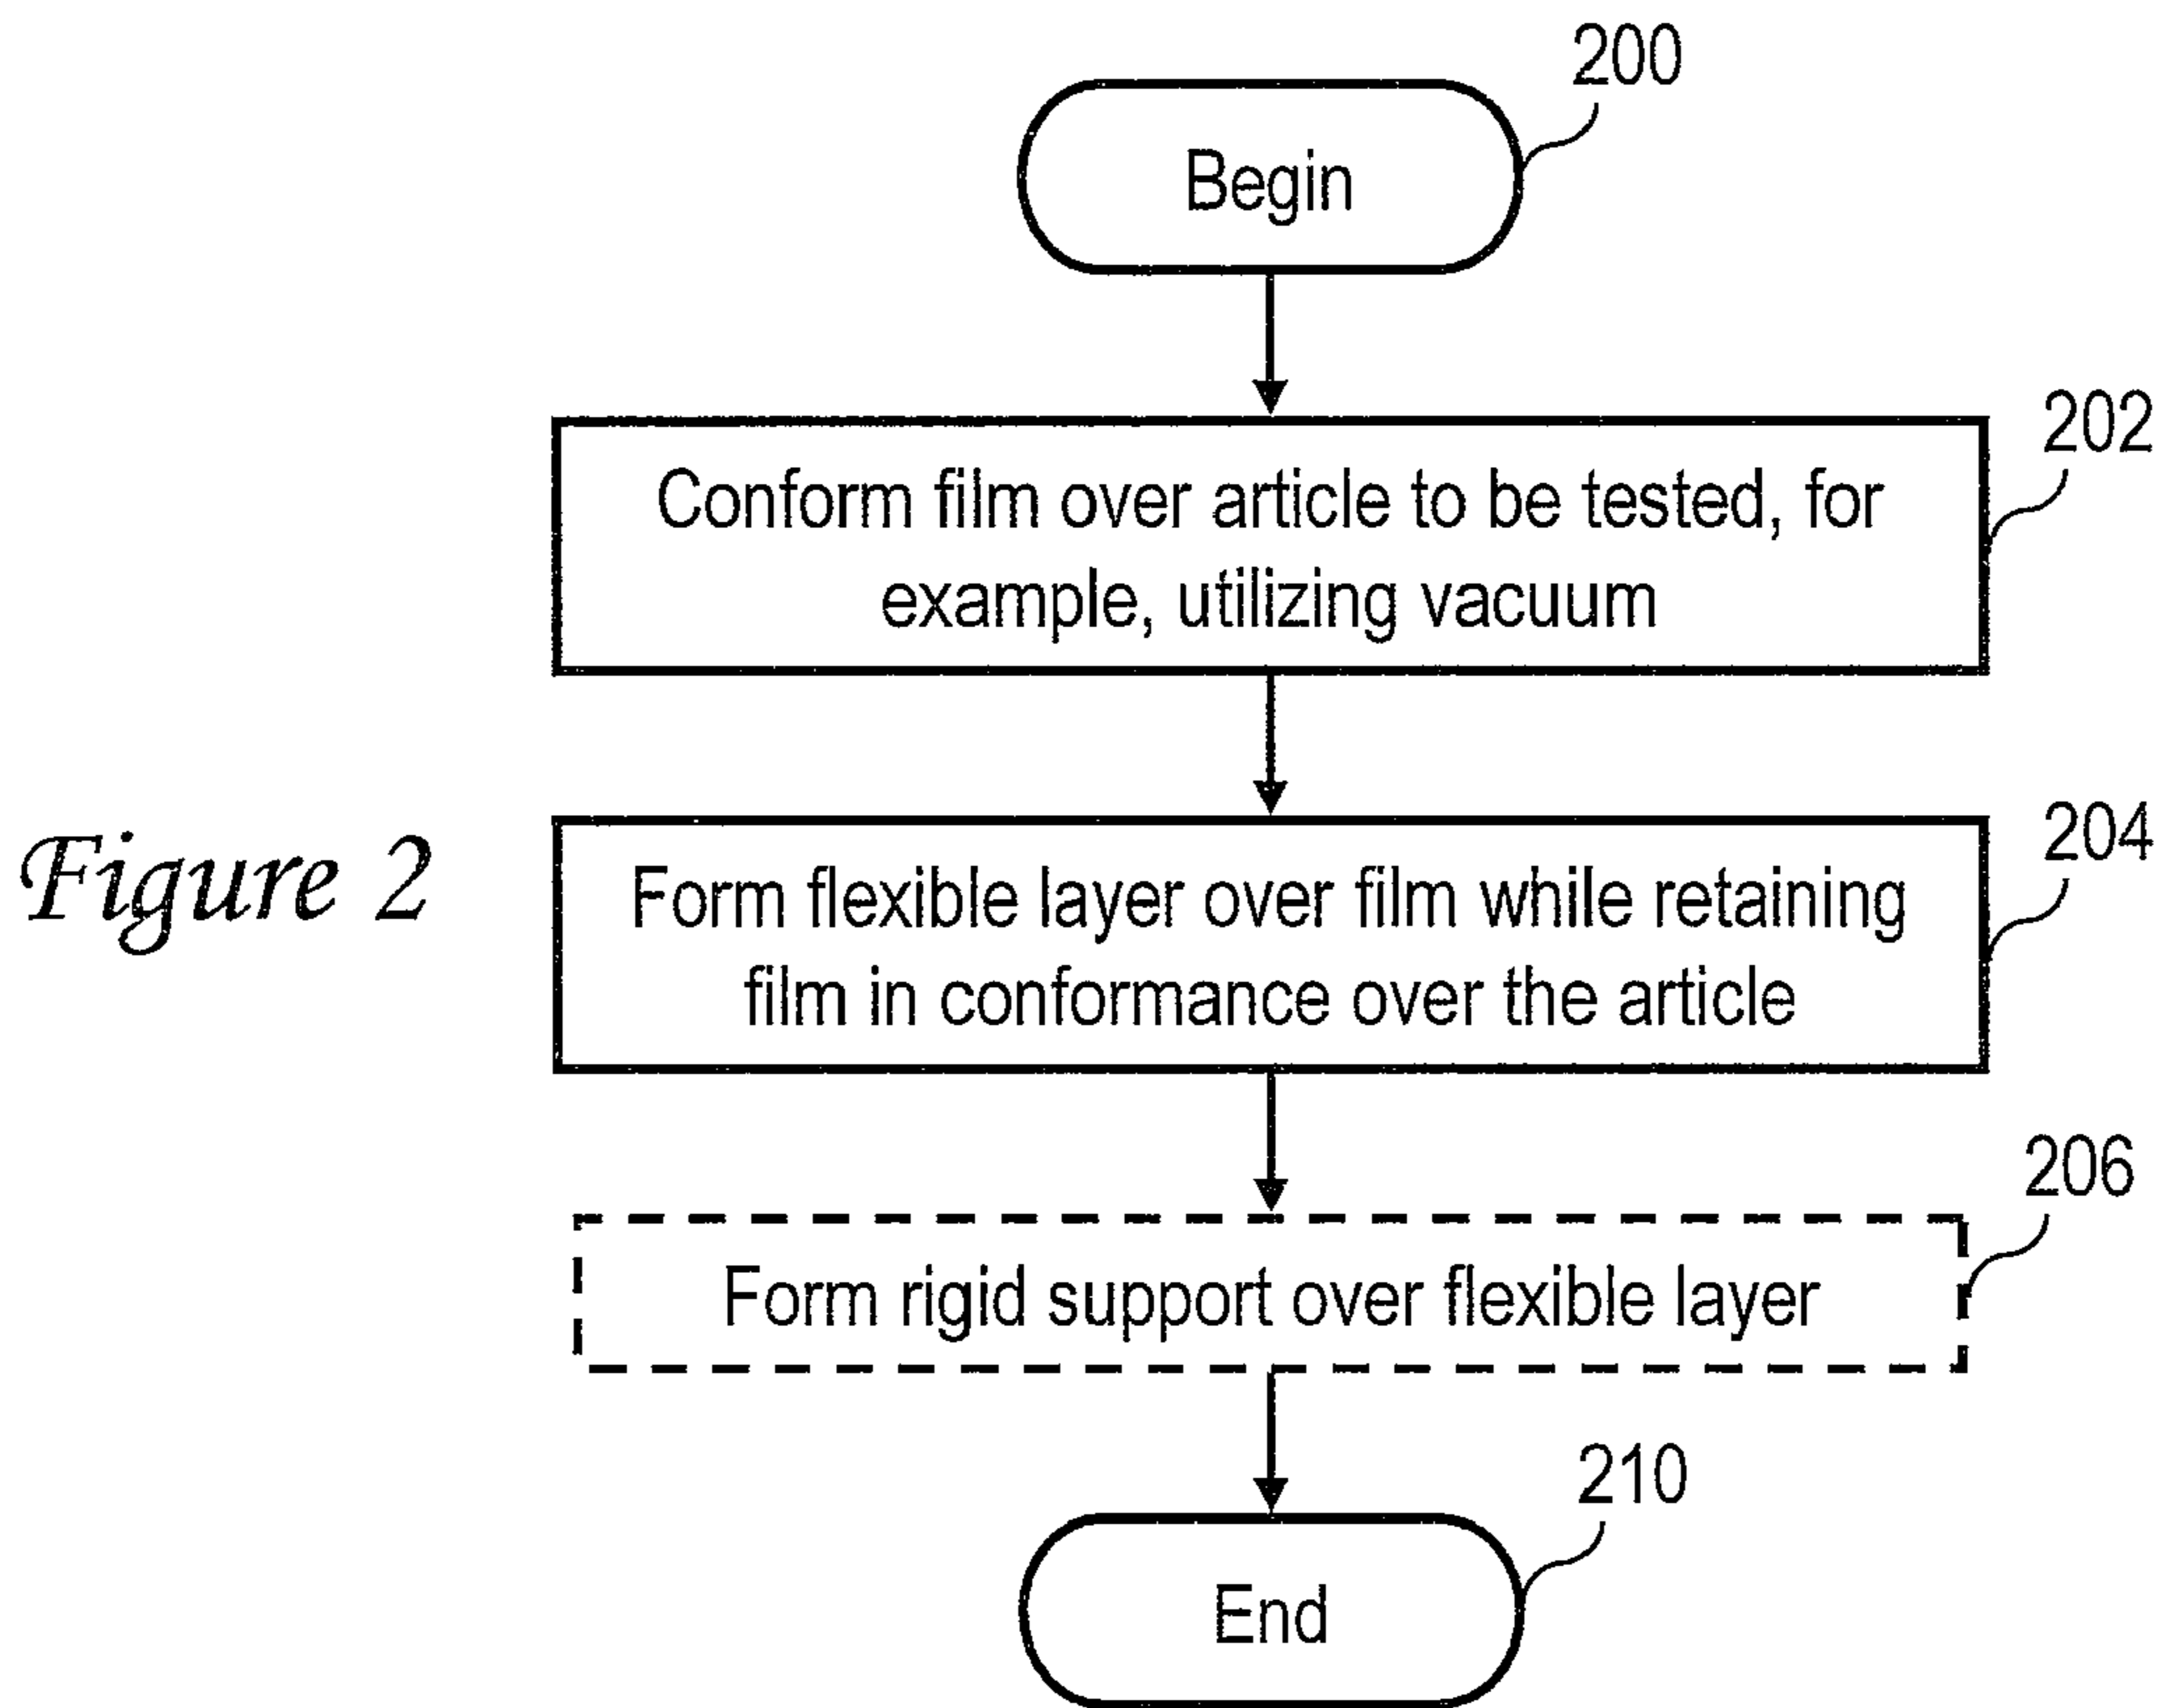 200
Begin
202
Conform film over article to be tested, for
example, utilizing vacuum
204
Figure 2
Form flexible layer over film while retaining
film in conformance over the article
206
Form rigid support over flexible layer
210
End